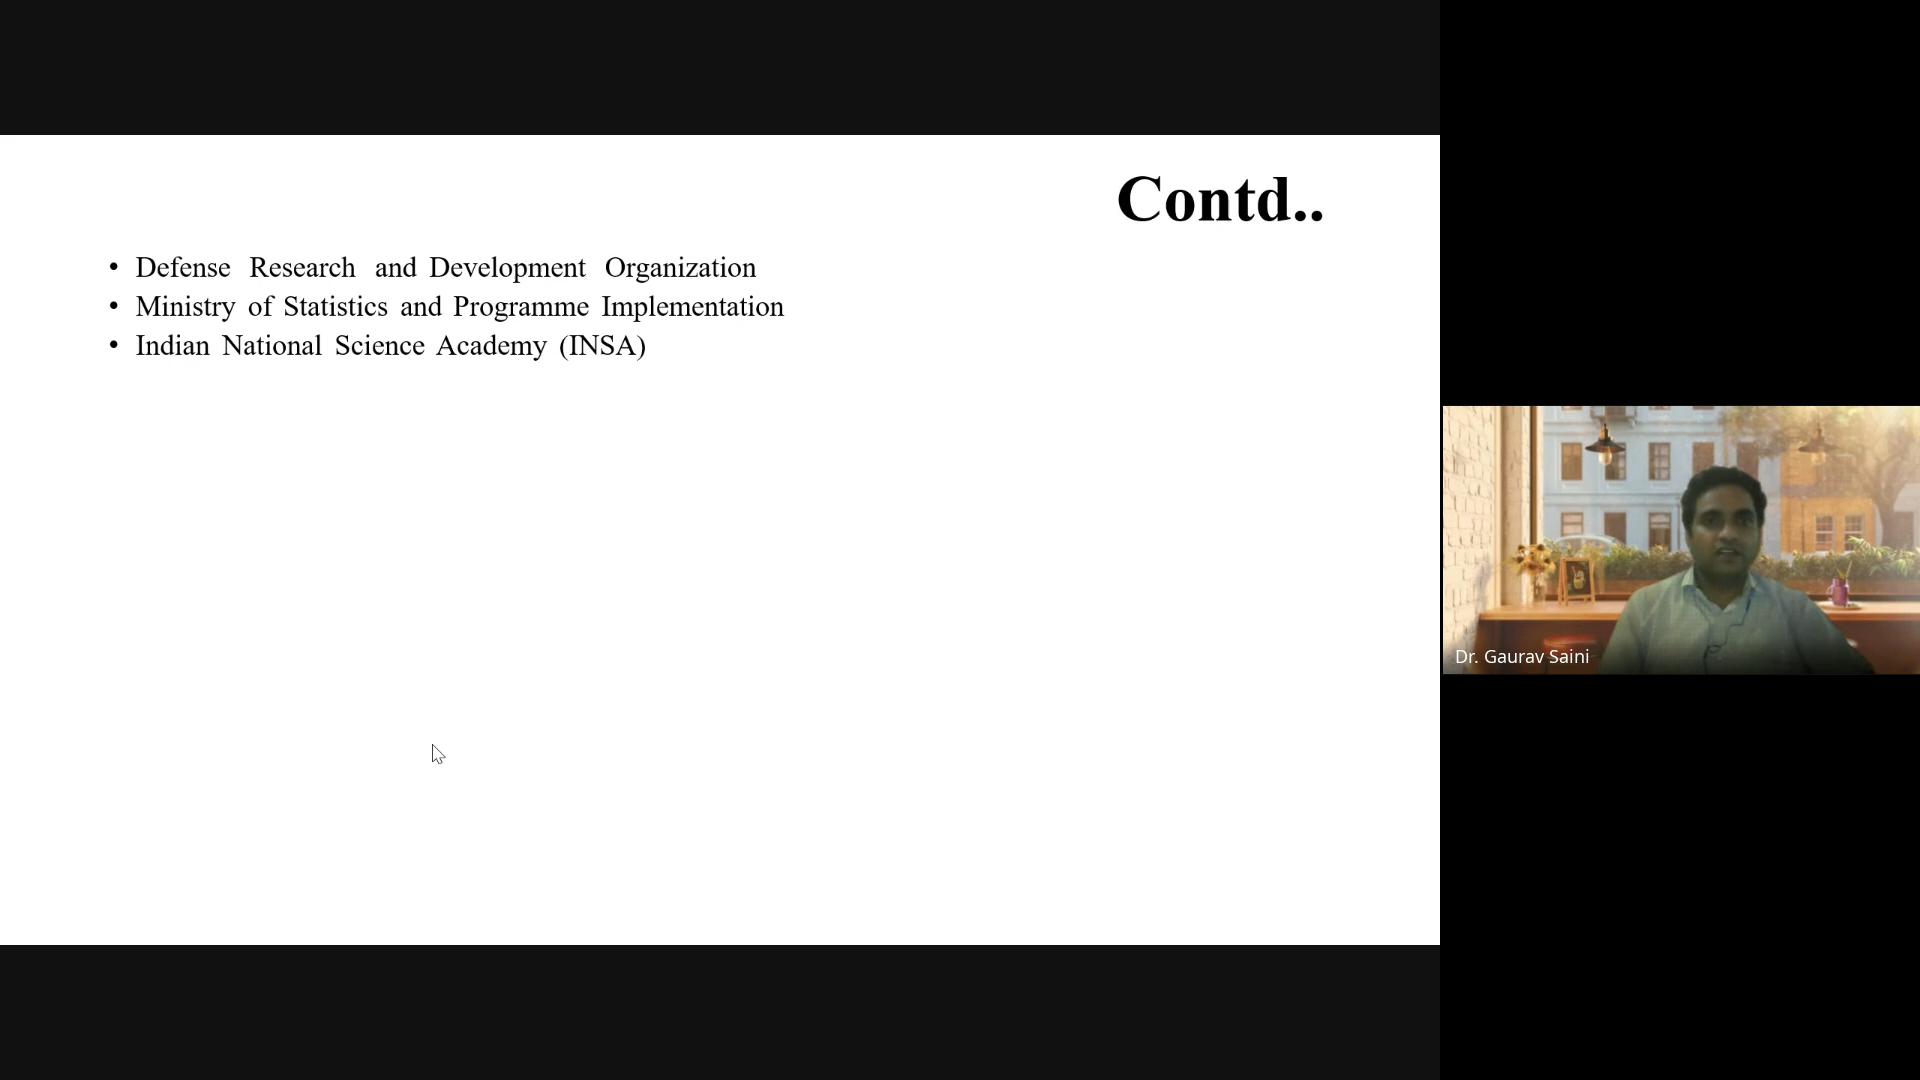 Contd..
• Defense Research and Development Organization
• Ministry of Statistics and Programme Implementation
• Indian National Science Academy (INSA)
Dr. Gaurav Saini